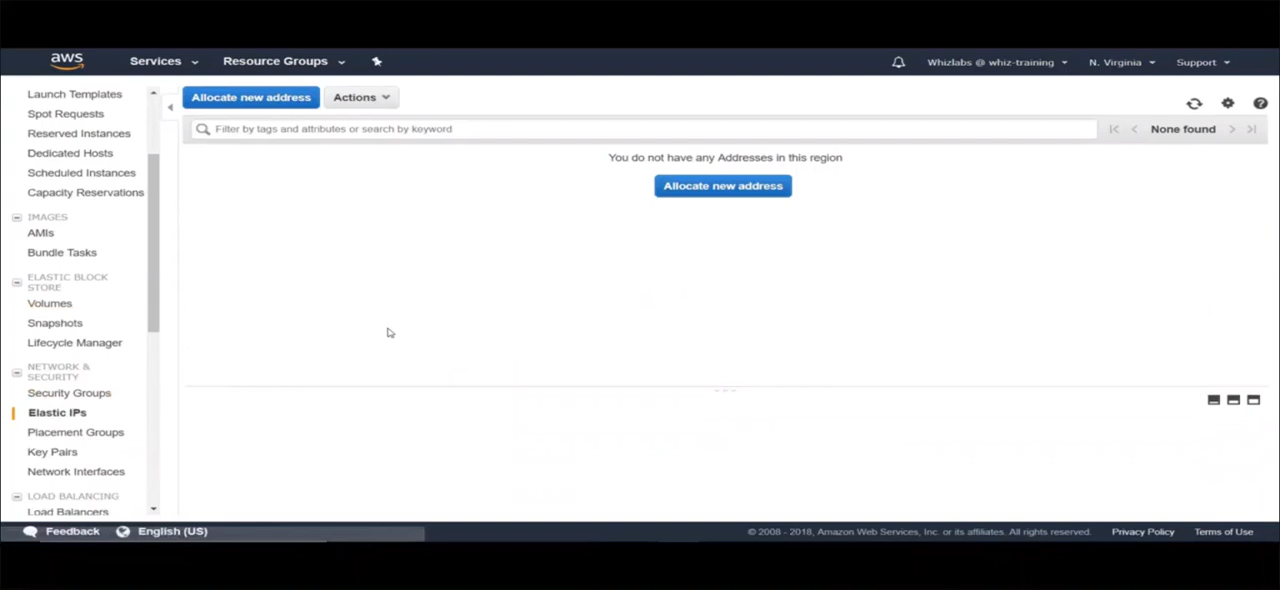 aws Services Resource Groups Whizlabs @ whiz-training N. Virginia Support
Launch Templates
Spot Requests
Reserved Instances
Dedicated Hosts
Scheduled Instances
Capacity Reservations
IMAGES
AMIs
Bundle Tasks
ELASTIC BLOCK
STORE
Volumes
Snapshots
Lifecycle Manager
NETWORK &
SECURITY
Security Groups
Elastic IPs
Placement Groups
Key Pairs
Network Interfaces
LOAD BALANCING
Load Balancers
Allocate new address Actions
Filter by tags and attributes or search by keyword None found
You do not have any Addresses in this region
Allocate new address
Feedback English (US) © 2008 - 2018, Amazon Web Services, Inc. or its affiliates. All rights reserved. Privacy Policy Terms of Use